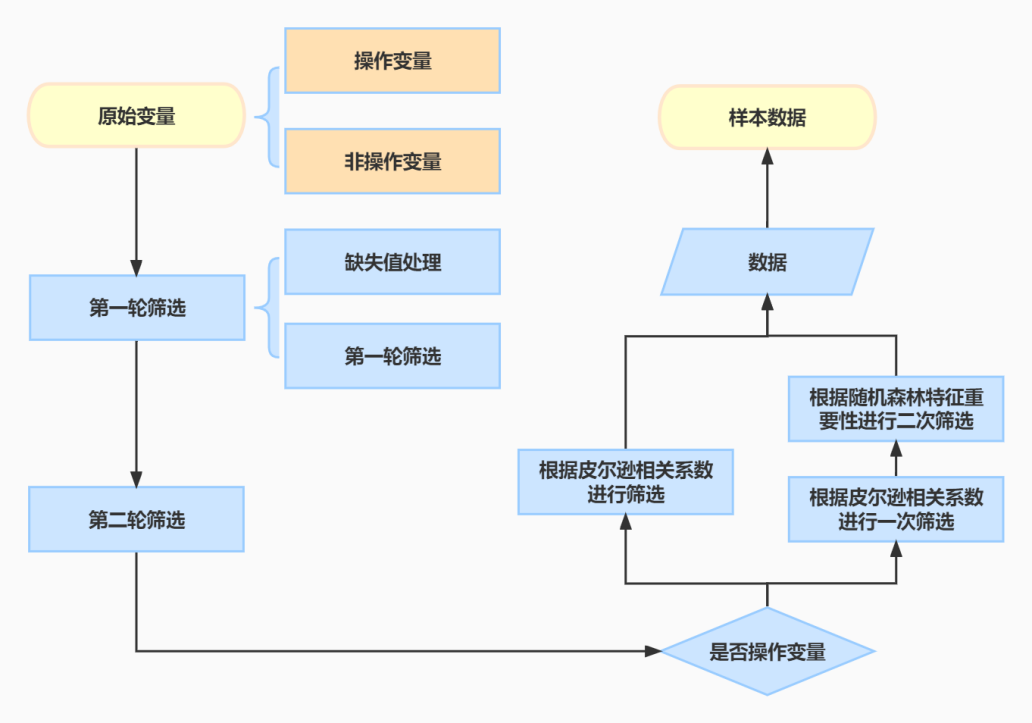 原始变量
操作变量
非操作变量
第一轮筛选
缺失值处理
第一轮筛选
第二轮筛选
是否操作变量
根据皮尔逊相关系数
进行筛选
根据皮尔逊相关系数
进行一次筛选
根据随机森林特征重
要性进行二次筛选
数据
样本数据